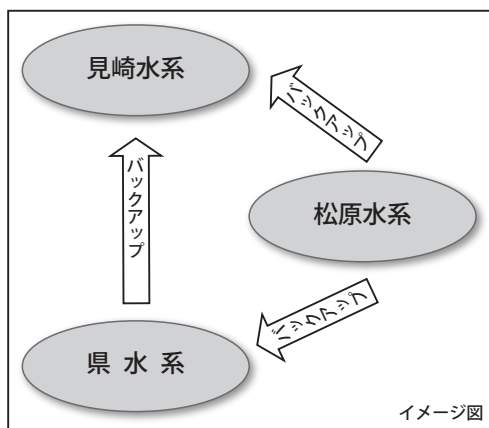 見崎水系
バックアップ
バックアップ
松原水系
バックアップ
県 水 系
イメージ図